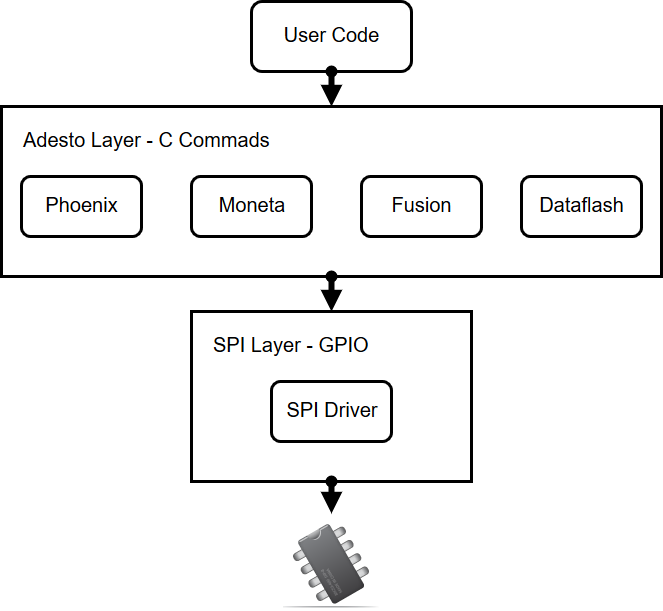 User Code
Adesto Layer - C Commads
Phoenix
Moneta
Fusion
Dataflash
SPI Layer - GPIO
SPI Driver